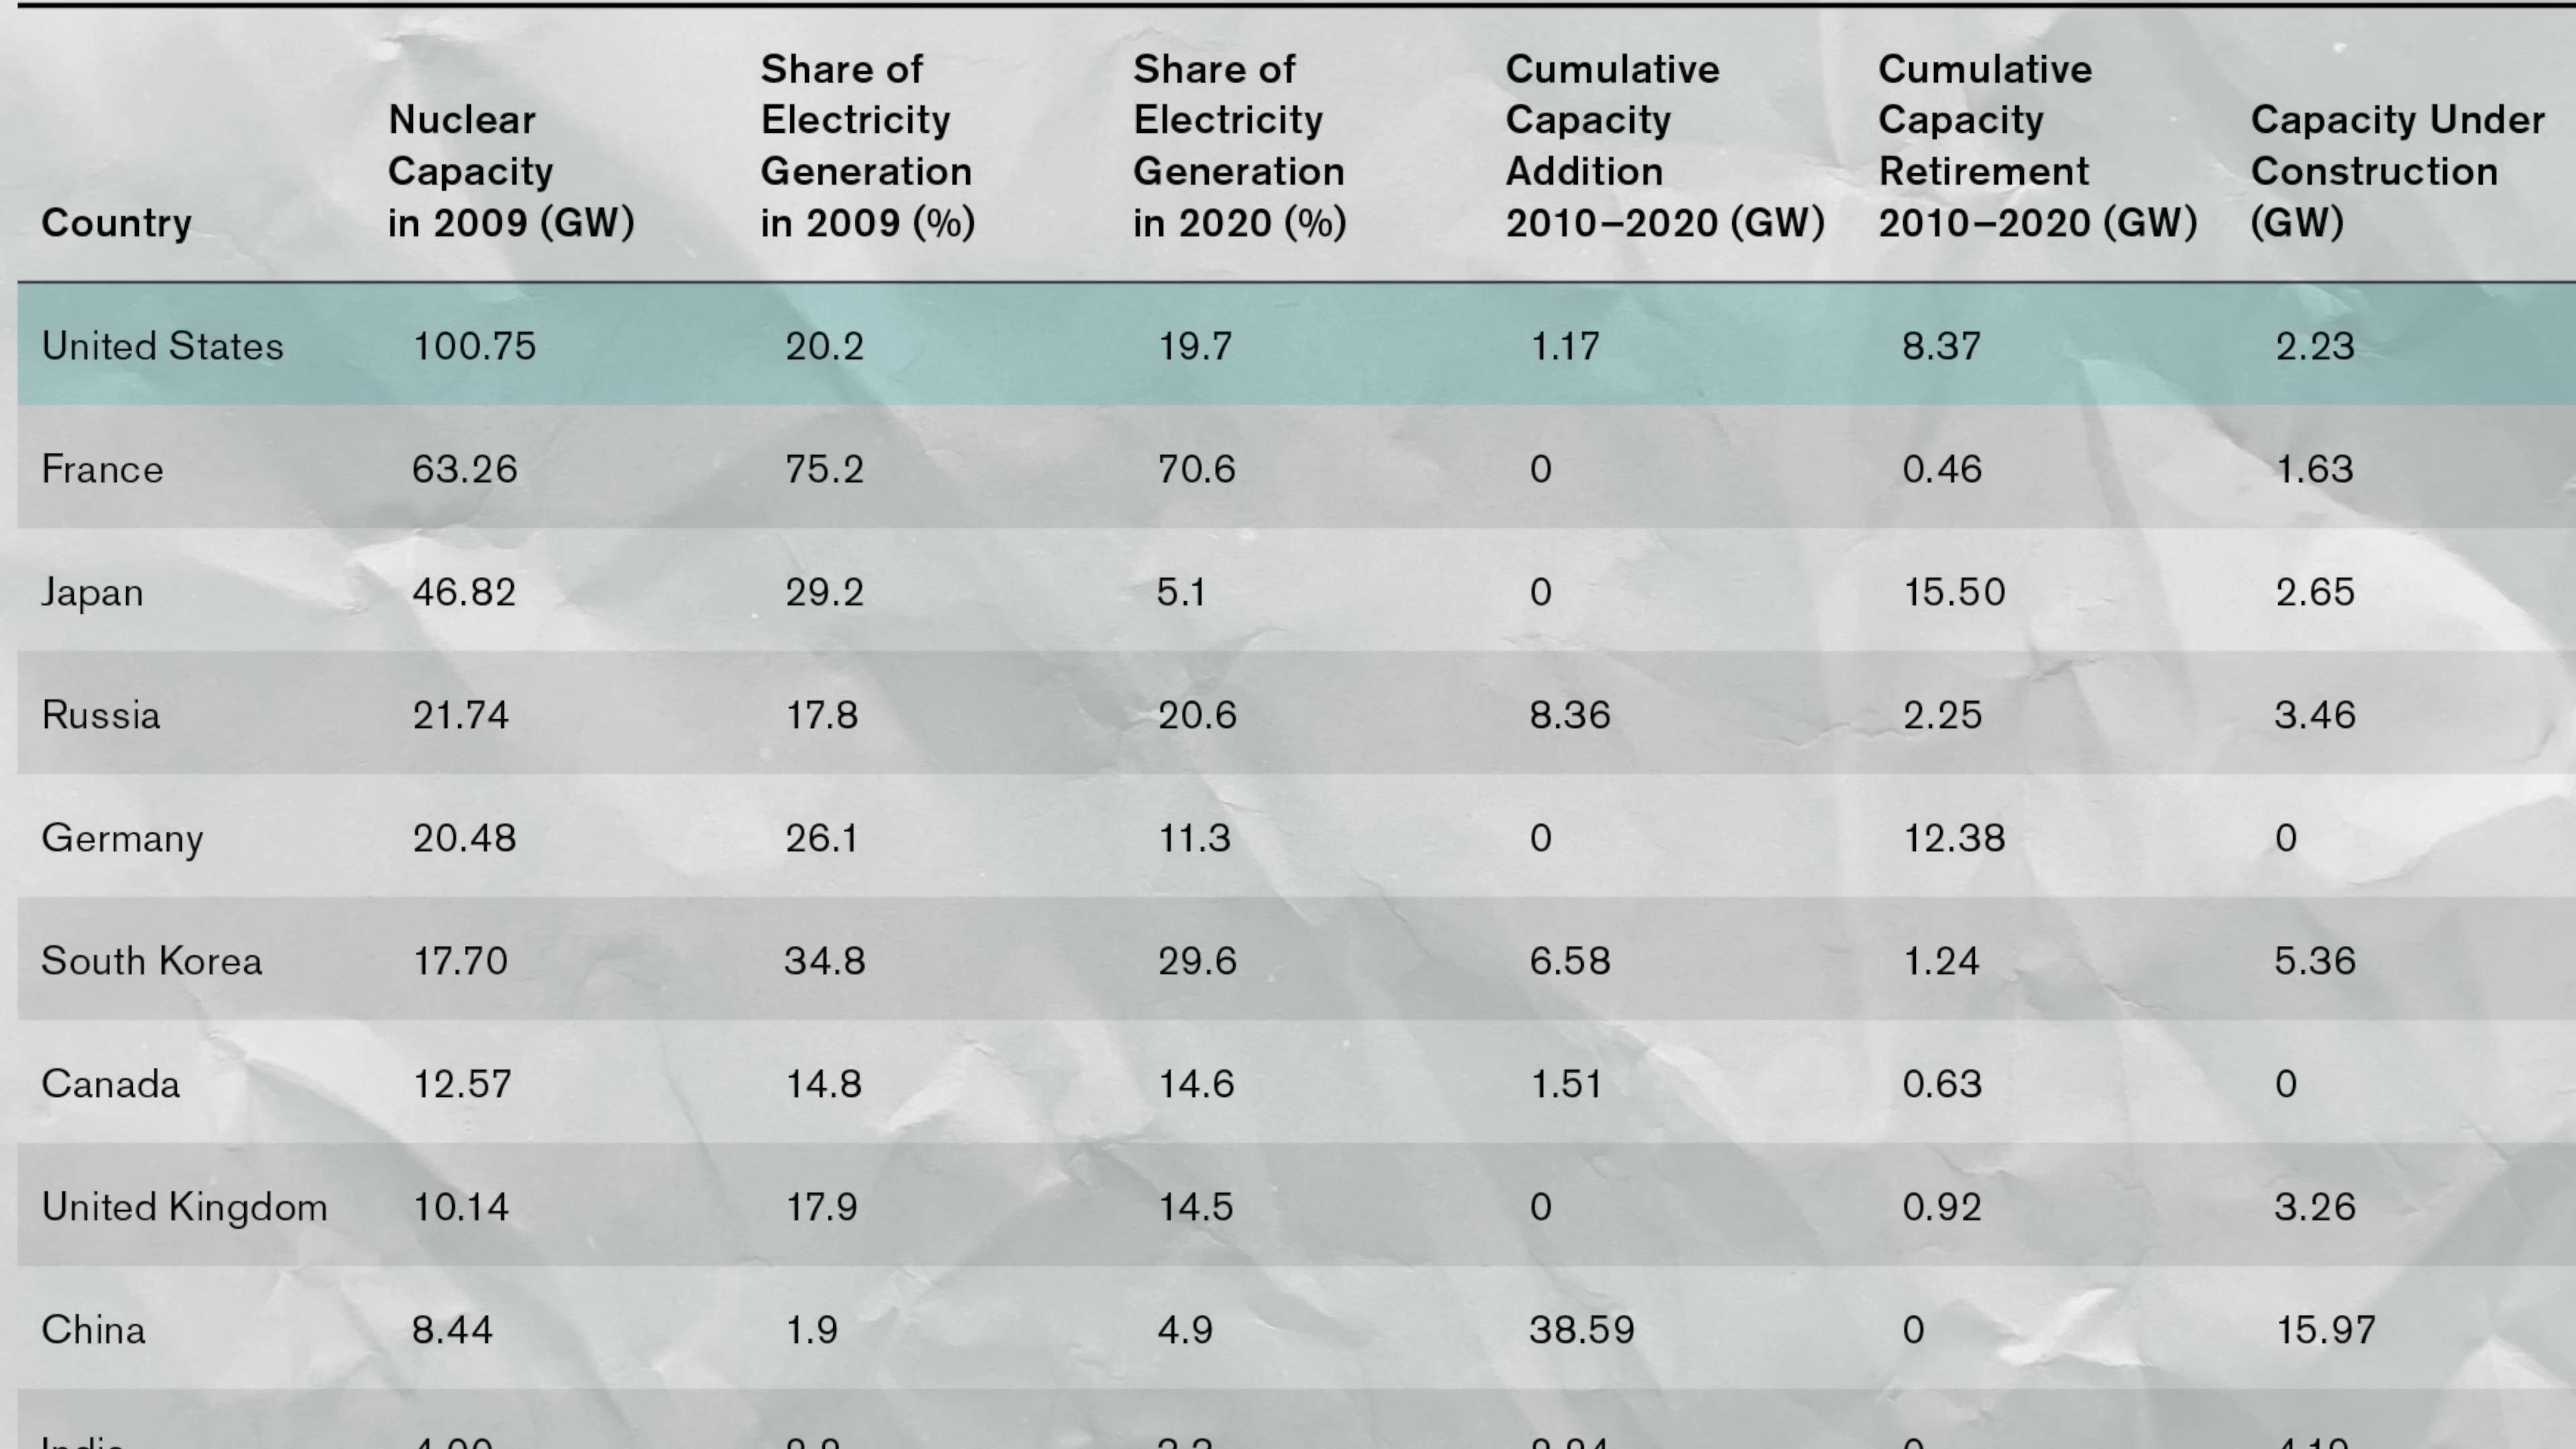 Country Nuclear Capacity in 2009 (GW) Share of Electricity Generation in 2009 (%) Share of Electricity Generation in 2020 (%) Cumulative Capacity Addition 2010–2020 (GW) Cumulative Capacity Retirement 2010–2020 (GW) Capacity Under Construction (GW)
United States 100.75 20.2 19.7 1.17 8.37 2.23
France 63.26 75.2 70.6 0 0.46 1.63
Japan 46.82 29.2 5.1 0 15.50 2.65
Russia 21.74 17.8 20.6 8.36 2.25 3.46
Germany 20.48 26.1 11.3 0 12.38 0
South Korea 17.70 34.8 29.6 6.58 1.24 5.36
Canada 12.57 14.8 14.6 1.51 0.63 0
United Kingdom 10.14 17.9 14.5 0 0.92 3.26
China 8.44 1.9 4.9 38.59 0 15.97
India